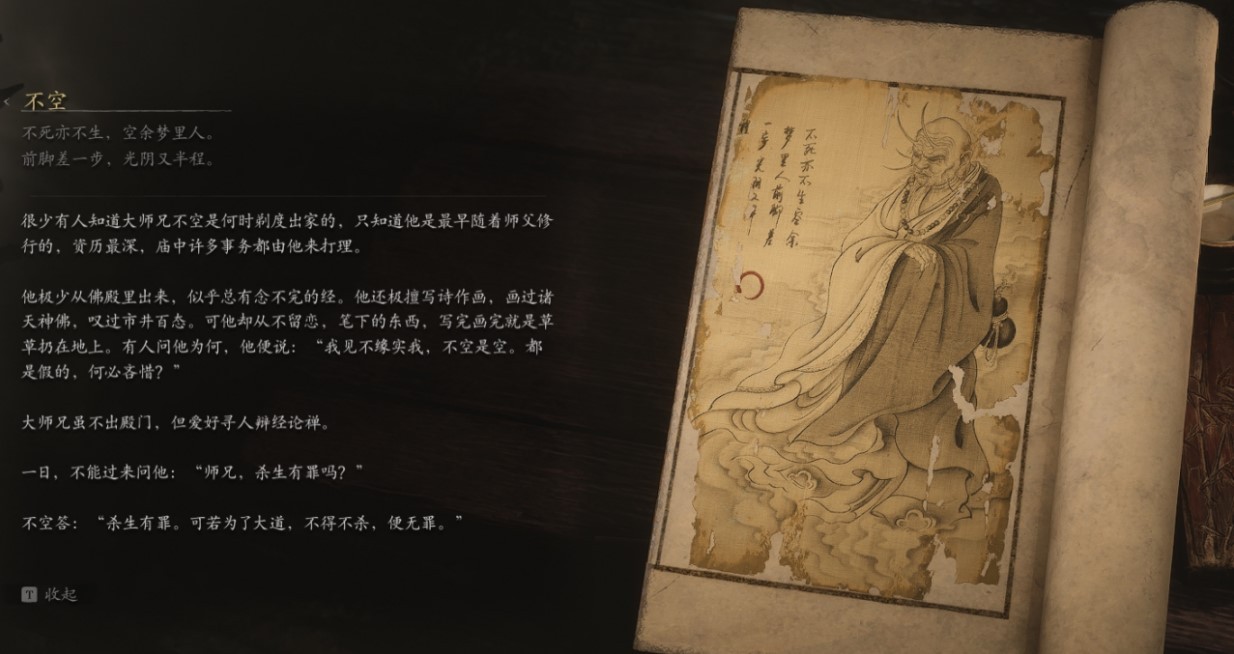 不空
不死亦不生，空余梦里人。
前脚差一步，光阴又半程。
很少有人知道大师兄不空是何时剃度出家的，只知道他是最早随着师父修
行的，资历最深，庙中许多事务都由他来打理。
他极少从佛殿里出来，似乎总有念不完的经。他还极擅写诗作画，画过诸
天神佛，叹过市井百态。可他却从不留恋，笔下的东西，写完画完就是草
草扔在地上。有人问他为何，他便说：“我见不缘实我，不空是空。都
是假的，何必吝惜？”
大师兄虽不出殿门，但爱好寻人辩经论禅。
一日，不能过来问他：“师兄，杀生有罪吗？”
不空答：“杀生有罪。可若为了大道，不得不杀，便无罪。”
T 收起
不死亦不生空余
梦里人前脚差
一步光阴又半